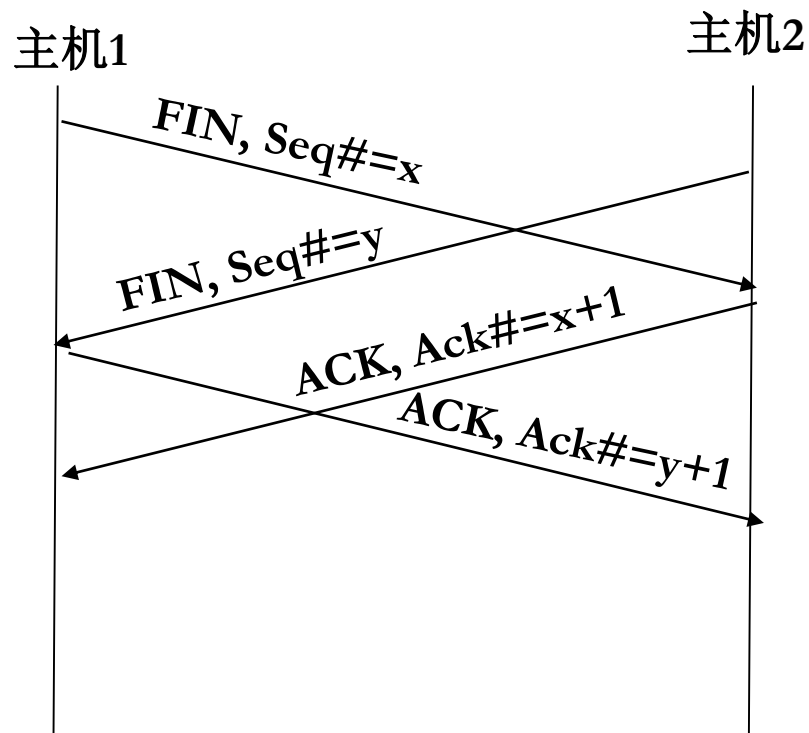 主机1
主机2
FIN, Seq#=x
FIN, Seq#=y
ACK, Ack#=x+1
ACK, Ack#=y+1